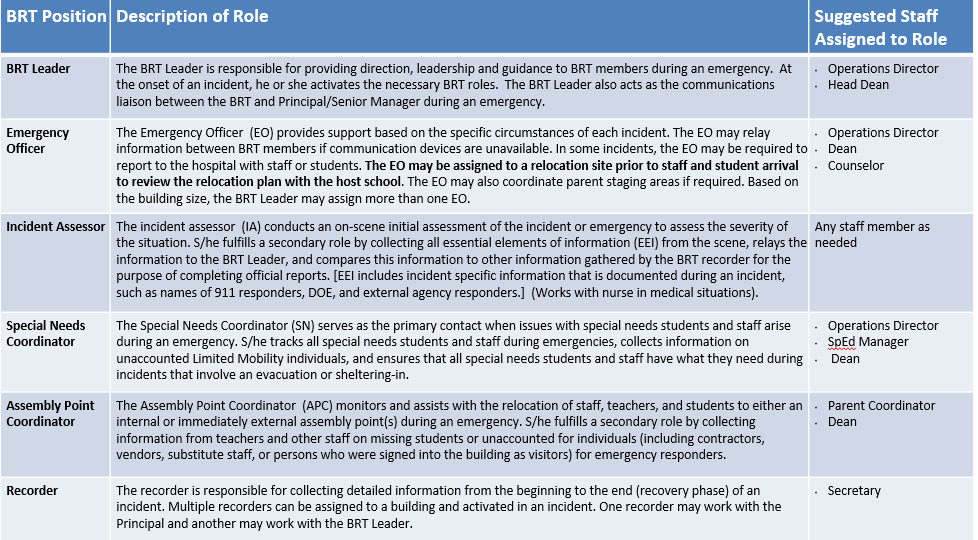 BRT Position Description of Role Suggested Staff
Assigned to Role
BRT Leader
The BRT Leader is responsible for providing direction, leadership and guidance to BRT members during an emergency. At
the onset of an incident, he or she activates the necessary BRT roles. The BRT Leader also acts as the communications
liaison between the BRT and Principal/Senior Manager during an emergency.
· Operations Director
· Head Dean
Emergency
Officer
The Emergency Officer (EO) provides support based on the specific circumstances of each incident. The EO may relay
information between BRT members if communication devices are unavailable. In some incidents, the EO may be required to
report to the hospital with staff or students. The EO may be assigned to a relocation site prior to staff and student arrival
to review the relocation plan with the host school. The EO may also coordinate parent staging areas if required. Based on
the building size, the BRT Leader may assign more than one EO.
· Operations Director
· Dean
· Counselor
Incident Assessor
The incident assessor (IA) conducts an on-scene initial assessment of the incident or emergency to assess the severity of
the situation. S/he fulfills a secondary role by collecting all essential elements of information (EEI) from the scene, relays the
information to the BRT Leader, and compares this information to other information gathered by the BRT recorder for the
purpose of completing official reports. [EEI includes incident specific information that is documented during an incident,
such as names of 911 responders, DOE, and external agency responders.] (Works with nurse in medical situations).
Any staff member as
needed
Special Needs
Coordinator
The Special Needs Coordinator (SN) serves as the primary contact when issues with special needs students and staff arise
during an emergency. S/he tracks all special needs students and staff during emergencies, collects information on
unaccounted Limited Mobility individuals, and ensures that all special needs students and staff have what they need during
incidents that involve an evacuation or sheltering-in.
· Operations Director
· SpEd Manager
· Dean
Assembly Point
Coordinator
The Assembly Point Coordinator (APC) monitors and assists with the relocation of staff, teachers, and students to either an
internal or immediately external assembly point(s) during an emergency. S/he fulfills a secondary role by collecting
information from teachers and other staff on missing students or unaccounted for individuals (including contractors,
vendors, substitute staff, or persons who were signed into the building as visitors) for emergency responders.
· Parent Coordinator
· Dean
Recorder
The recorder is responsible for collecting detailed information from the beginning to the end (recovery phase) of an
incident. Multiple recorders can be assigned to a building and activated in an incident. One recorder may work with the
Principal and another may work with the BRT Leader.
· Secretary